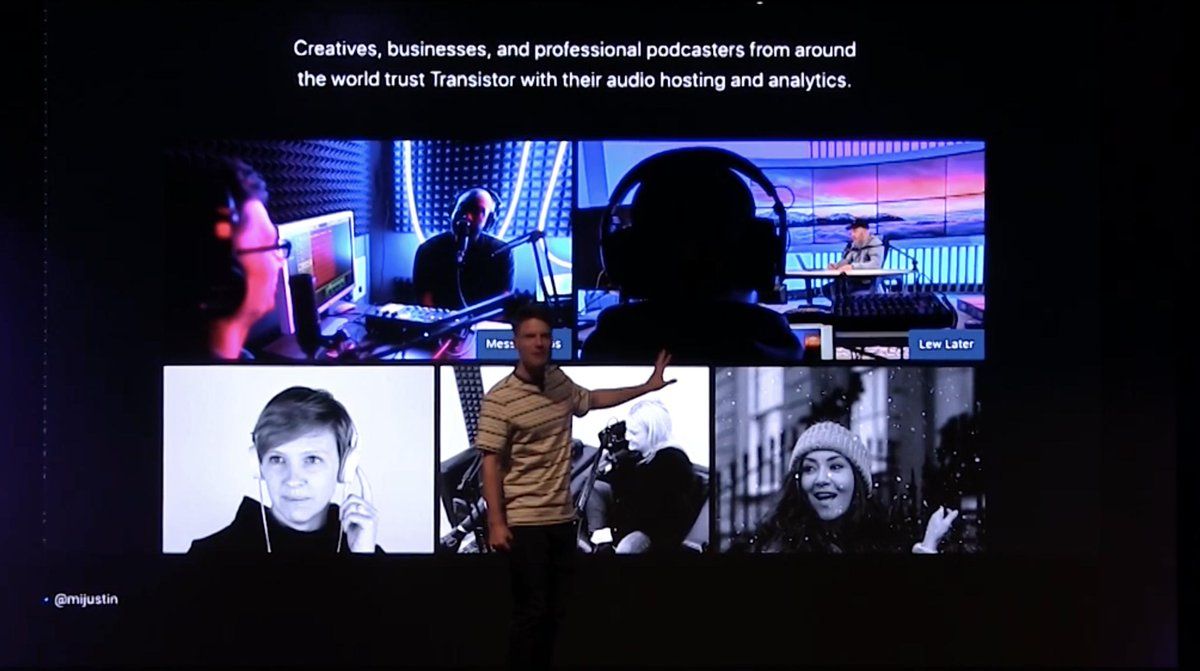 Creatives, businesses, and professional podcasters from around
the world trust Transistor with their audio hosting and analytics.
Lew Later
@mijustin